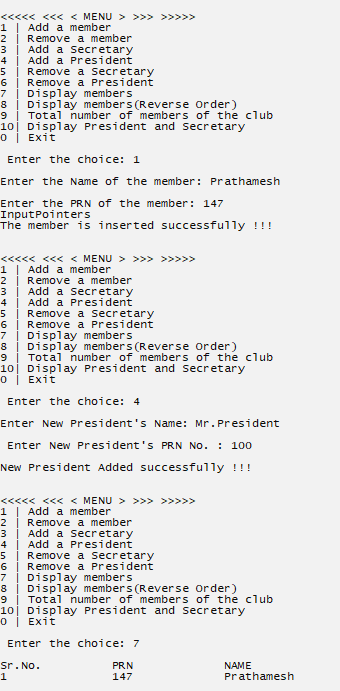 <<<<< <<< < MENU > >>> >>>>>
1 | Add a member
2 | Remove a member
3 | Add a Secretary
4 | Add a President
5 | Remove a Secretary
6 | Remove a President
7 | Display members
8 | Display members(Reverse Order)
9 | Total number of members of the club
10| Display President and Secretary
0 | Exit
Enter the choice: 1
Enter the Name of the member: Prathamesh
Enter the PRN of the member: 147
InputPointers
The member is inserted successfully !!!
<<<<< <<< < MENU > >>> >>>>>
1 | Add a member
2 | Remove a member
3 | Add a Secretary
4 | Add a President
5 | Remove a Secretary
6 | Remove a President
7 | Display members
8 | Display members(Reverse Order)
9 | Total number of members of the club
10| Display President and Secretary
0 | Exit
Enter the choice: 4
Enter New President's Name: Mr.President
Enter New President's PRN No. : 100
New President Added successfully !!!
<<<<< <<< < MENU > >>> >>>>>
1 | Add a member
2 | Remove a member
3 | Add a Secretary
4 | Add a President
5 | Remove a Secretary
6 | Remove a President
7 | Display members
8 | Display members(Reverse Order)
9 | Total number of members of the club
10| Display President and Secretary
0 | Exit
Enter the choice: 7
Sr.No. PRN NAME
1 147 Prathamesh